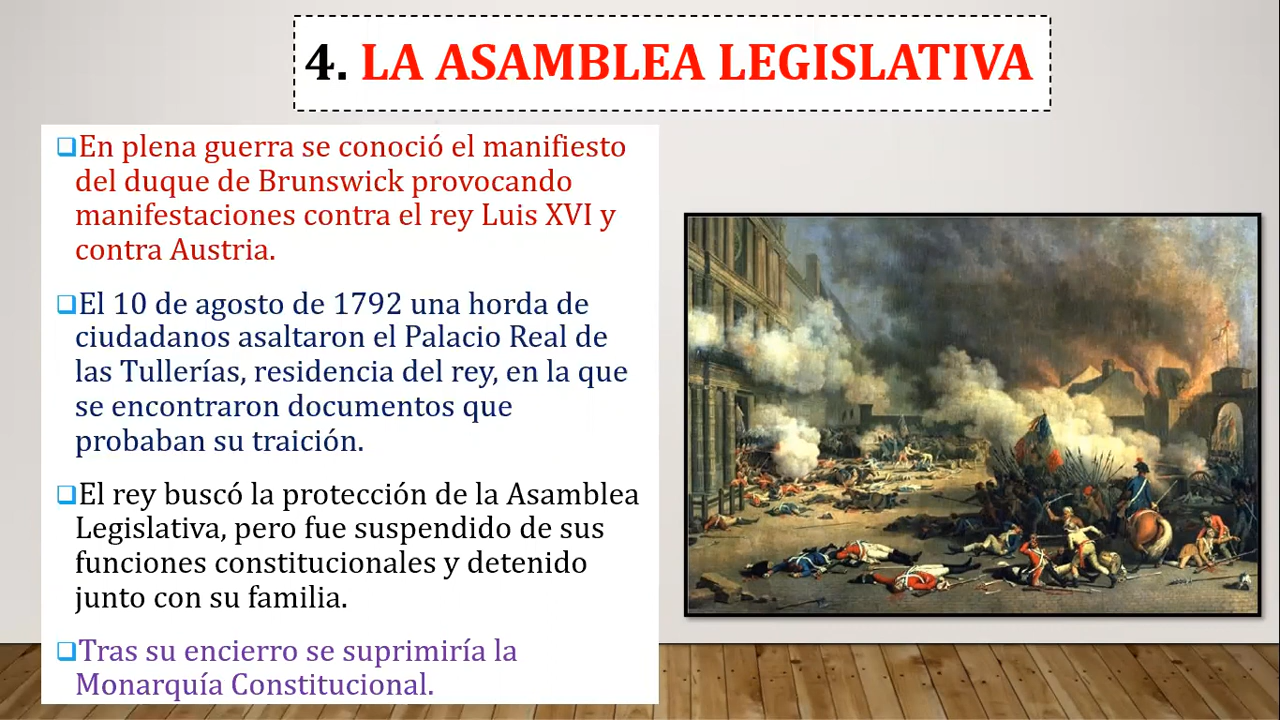 4. LA ASAMBLEA LEGISLATIVA
En plena guerra se conoció el manifiesto
del duque de Brunswick provocando
manifestaciones contra el rey Luis XVI y
contra Austria.
El 10 de agosto de 1792 una horda de
ciudadanos asaltaron el Palacio Real de
las Tullerías, residencia del rey, en la que
se encontraron documentos que
probaban su traición.
El rey buscó la protección de la Asamblea
Legislativa, pero fue suspendido de sus
funciones constitucionales y detenido
junto con su familia.
Tras su encierro se suprimiría la
Monarquía Constitucional.